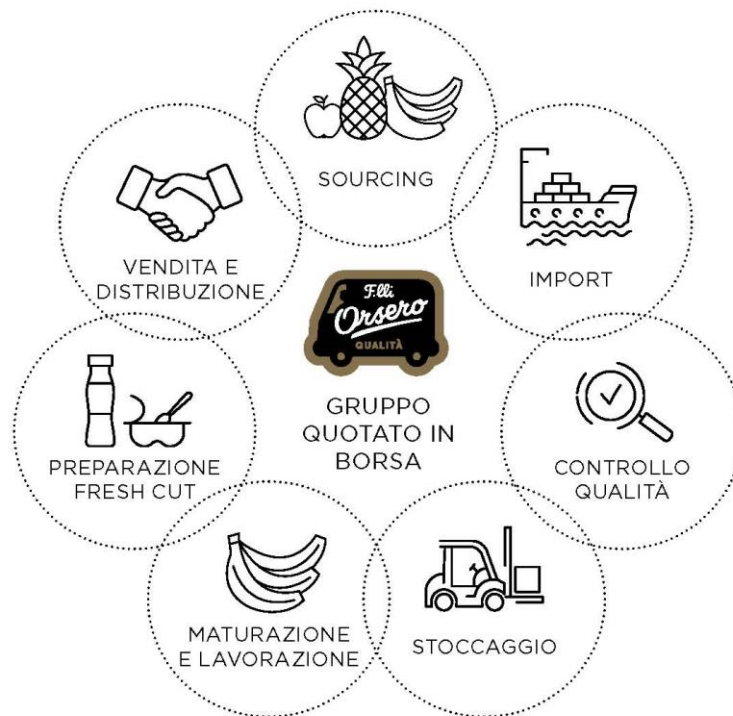 SOURCING
IMPORT
CONTROLLO
QUALITÀ
STOCCAGGIO
MATURAZIONE
E LAVORAZIONE
PREPARAZIONE
FRESH CUT
VENDITA E
DISTRIBUZIONE
F.lli
Orsero
QUALITÀ
GRUPPO
QUOTATO IN
BORSA